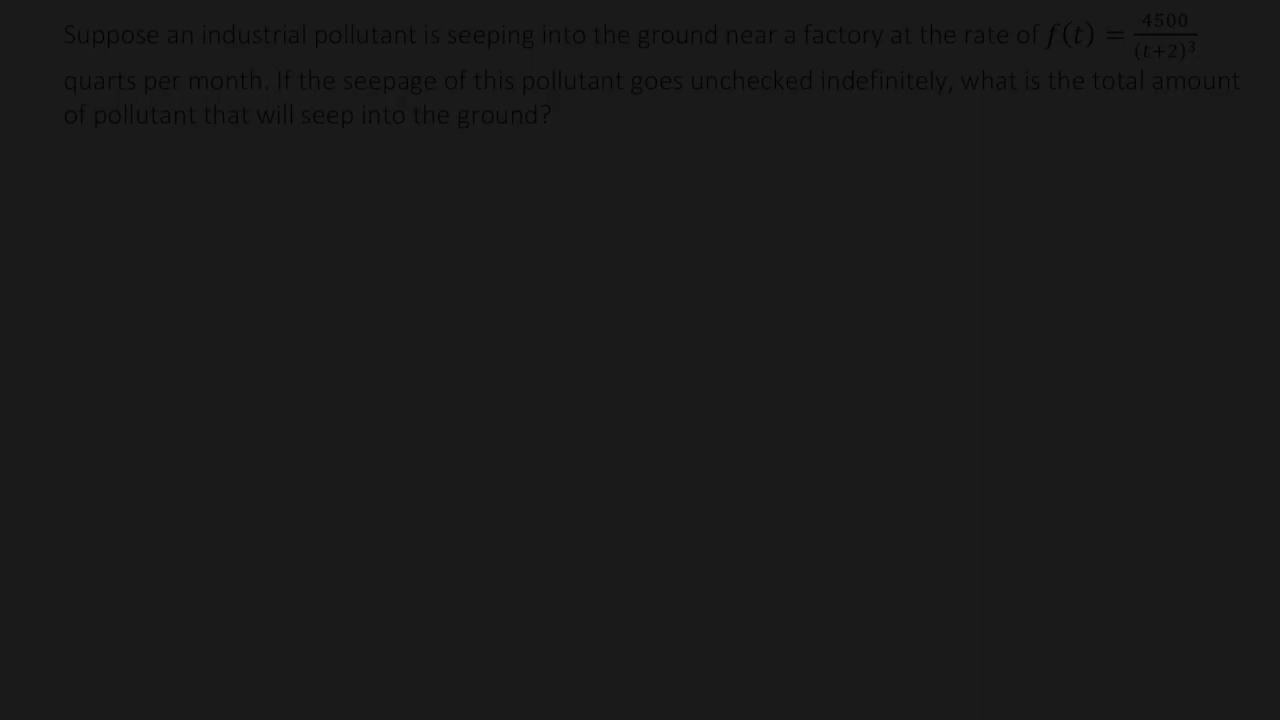 Suppose an industrial pollutant is seeping into the ground near a factory at the rate of f(t) = 4500/(t+2)³
quarts per month. If the seepage of this pollutant goes unchecked indefinitely, what is the total amount
of pollutant that will seep into the ground?